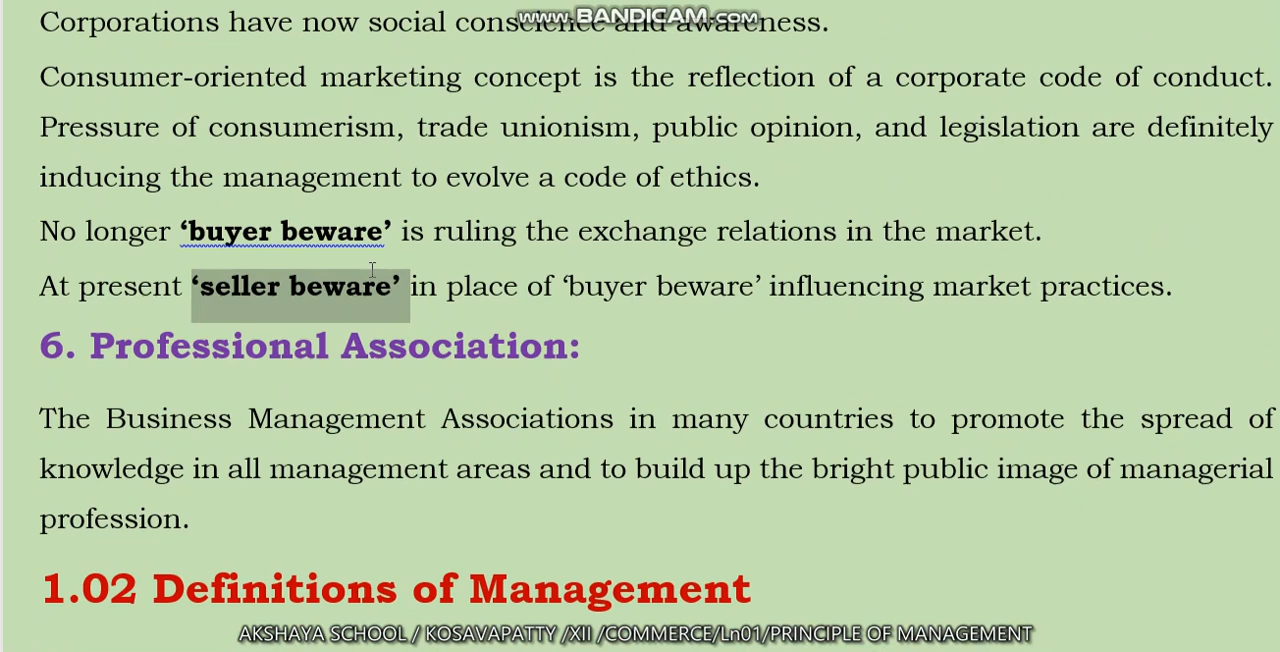 www.BANDICAM.com
Corporations have now social conscience and awareness.
Consumer-oriented marketing concept is the reflection of a corporate code of conduct.
Pressure of consumerism, trade unionism, public opinion, and legislation are definitely
inducing the management to evolve a code of ethics.
No longer ‘buyer beware’ is ruling the exchange relations in the market.
At present ‘seller beware’ in place of ‘buyer beware’ influencing market practices.
6. Professional Association:
The Business Management Associations in many countries to promote the spread of
knowledge in all management areas and to build up the bright public image of managerial
profession.
1.02 Definitions of Management
AKSHAYA SCHOOL / KOSAVAPATTY /XII /COMMERCE/Ln01/PRINCIPLE OF MANAGEMENT